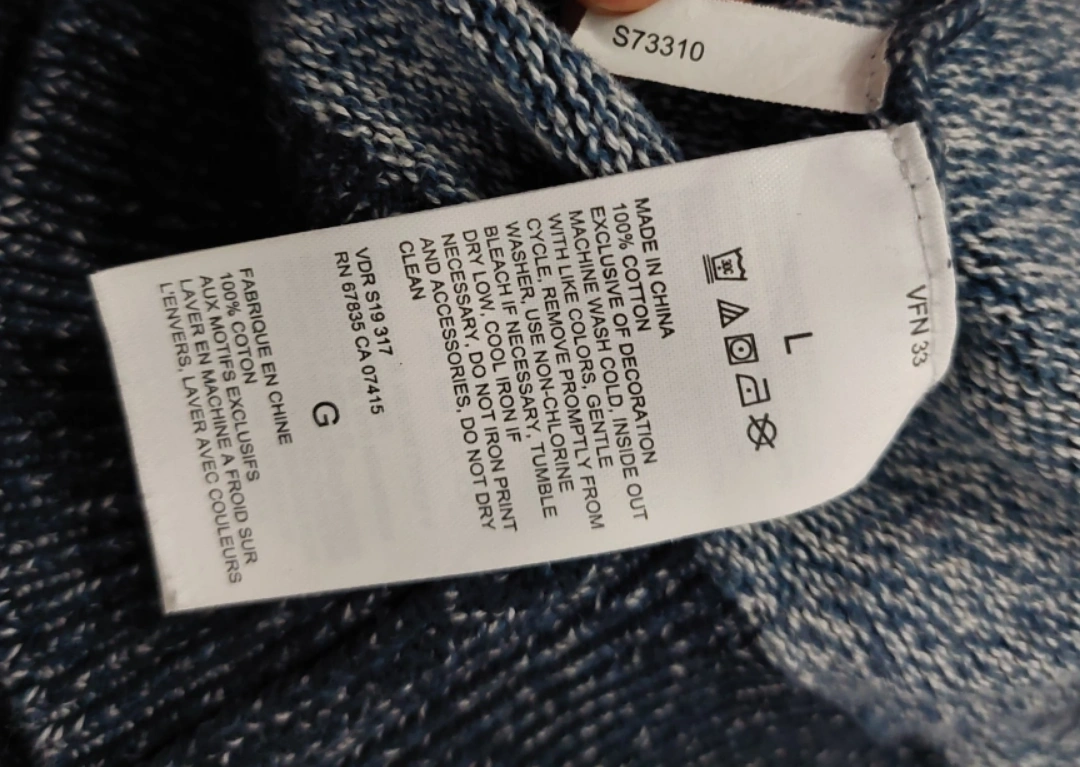 S73310
VFN 33
L
30
MADE IN CHINA
100% COTTON
EXCLUSIVE OF DECORATION
MACHINE WASH COLD, INSIDE OUT
WITH LIKE COLORS, GENTLE
CYCLE, REMOVE PROMPTLY FROM
WASHER, USE NON-CHLORINE
BLEACH IF NECESSARY, TUMBLE
DRY LOW, COOL IRON IF
NECESSARY, DO NOT IRON PRINT
AND ACCESSORIES, DO NOT DRY
CLEAN
VDR S19 317
RN 67835 CA 07415
G
FABRIQUE EN CHINE
100% COTON
AUX MOTIFS EXCLUSIFS
LAVER EN MACHINE A FROID SUR
L'ENVERS, LAVER AVEC COULEURS